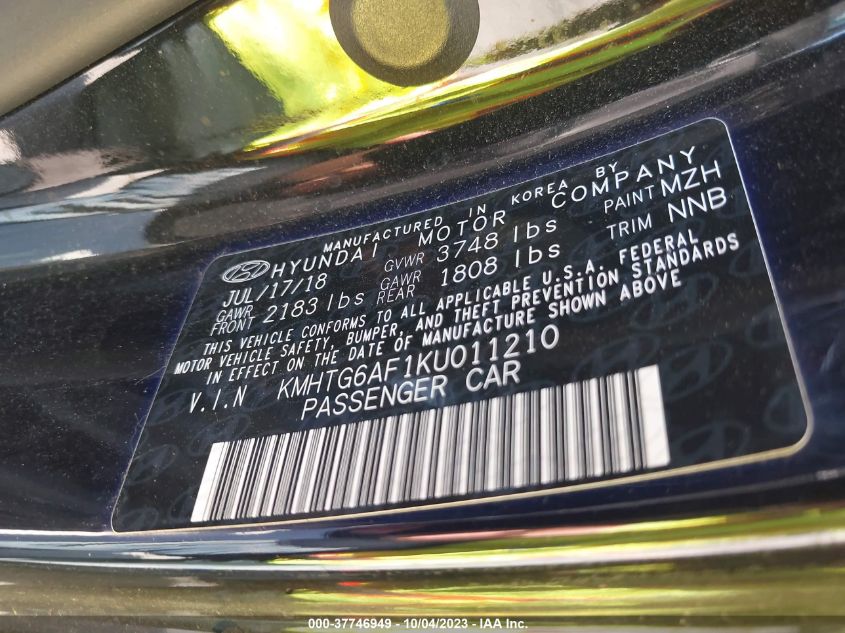 MANUFACTURED IN KOREA BY
HYUNDAI MOTOR COMPANY
JUL/17/18 GVWR 3748 lbs PAINT MZH
GAWR FRONT 2183 lbs GAWR REAR 1808 lbs TRIM NNB
THIS VEHICLE CONFORMS TO ALL APPLICABLE U.S.A. FEDERAL
MOTOR VEHICLE SAFETY, BUMPER, AND THEFT PREVENTION STANDARDS
IN EFFECT ON THE DATE OF MANUFACTURE SHOWN ABOVE
V.I.N KMHTG6AF1KU011210
PASSENGER CAR
000-37746949 - 10/04/2023 - IAA Inc.